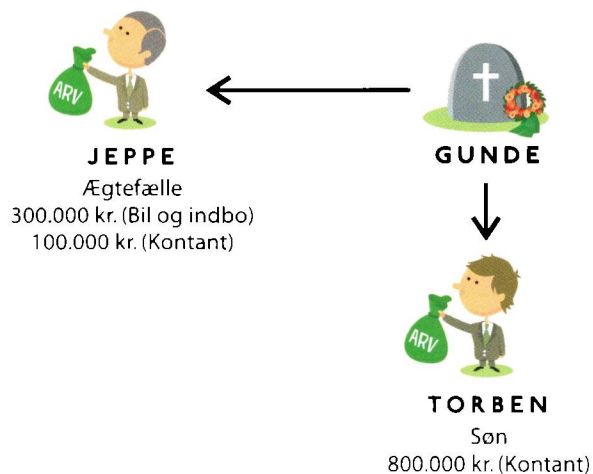 ARV
JEPPE
Ægtefælle
300.000 kr. (Bil og indbo)
100.000 kr. (Kontant)
GUNDE
ARV
TORBEN
Søn
800.000 kr. (Kontant)